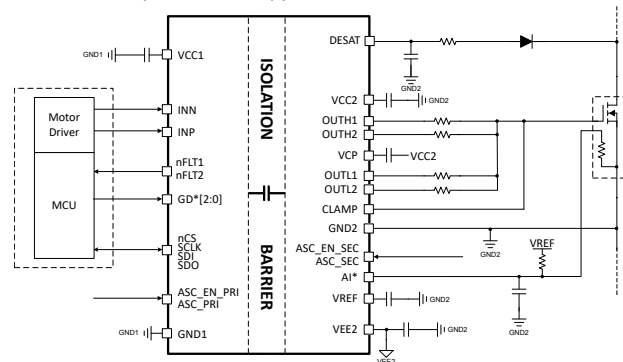 GND1
VCC1
Motor
Driver
MCU
INN
INP
nFLT1
nFLT2
GD*[2:0]
nCS
SCLK
SDI
SDO
ASC_EN_PRI
ASC_PRI
GND1
GND1
ISOLATION
BARRIER
DESAT
GND2
VCC2
GND2
OUTH1
OUTH2
VCP
VCC2
OUTL1
OUTL2
CLAMP
GND2
GND2
ASC_EN_SEC
ASC_SEC
VREF
AI*
VREF
GND2
GND2
VEE2
GND2
VEE2